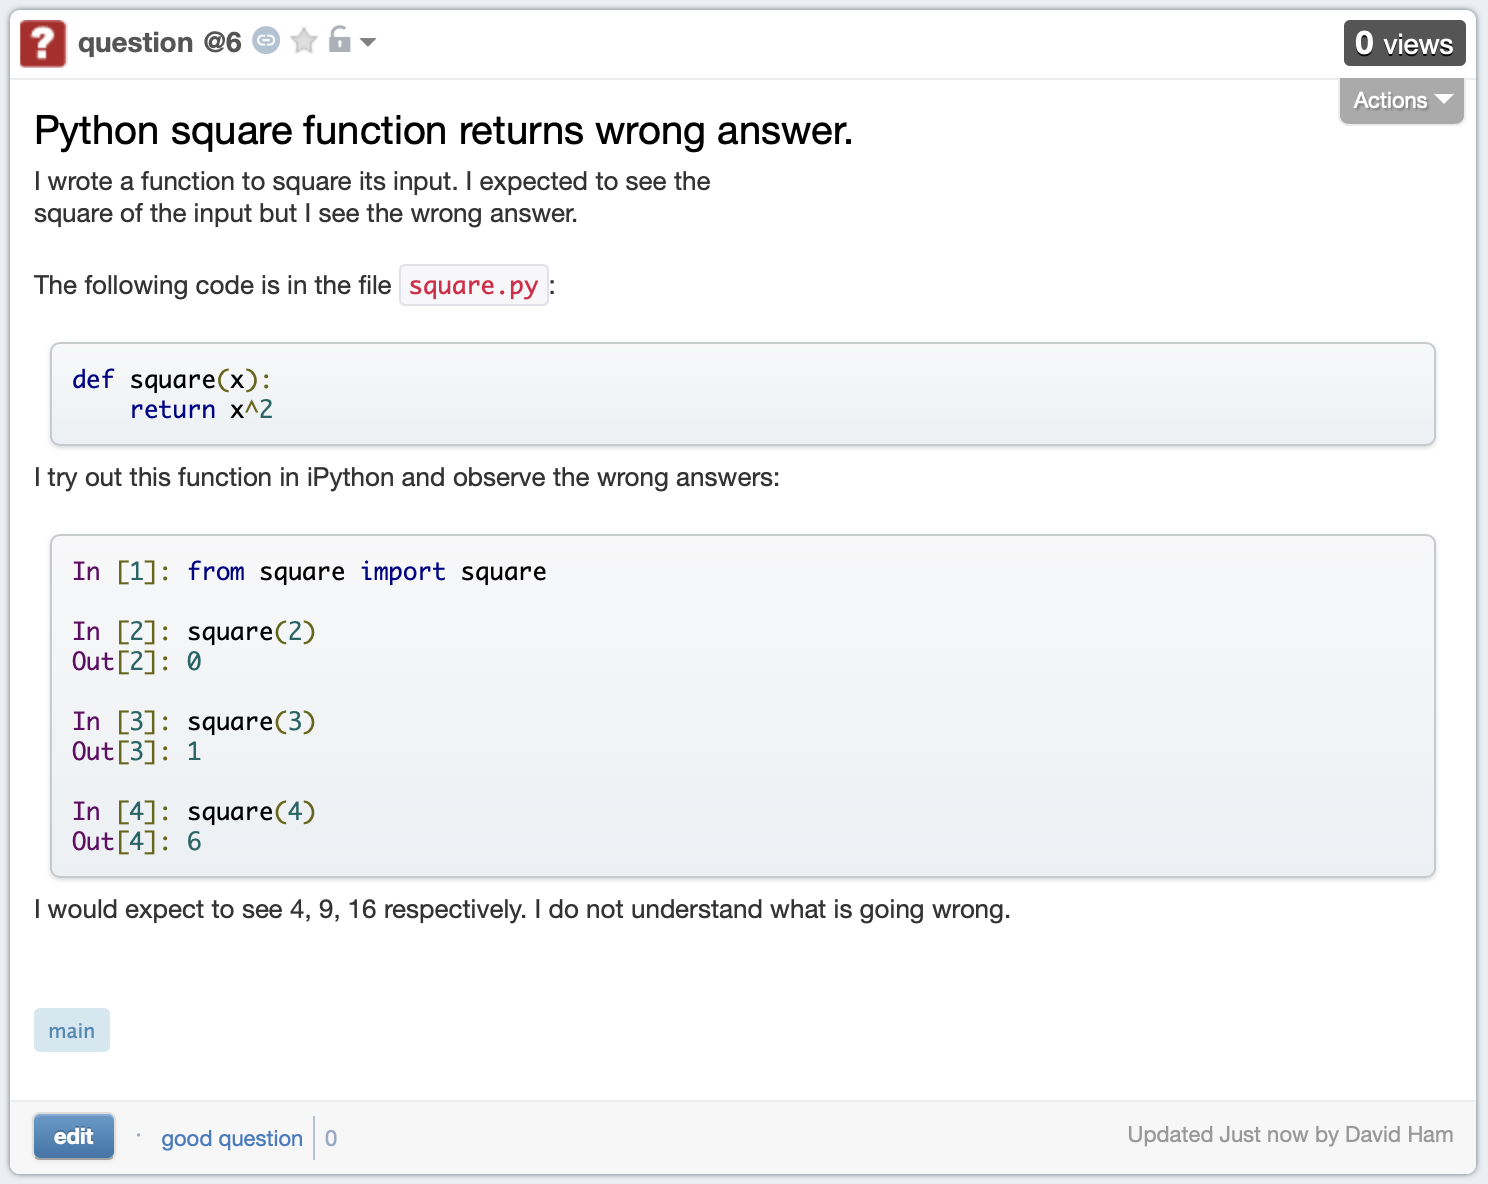 ? question @6
0 views
Actions
Python square function returns wrong answer.
I wrote a function to square its input. I expected to see the
square of the input but I see the wrong answer.
The following code is in the file square.py:
def square(x):
    return x^2
I try out this function in iPython and observe the wrong answers:
In [1]: from square import square
In [2]: square(2)
Out[2]: 0
In [3]: square(3)
Out[3]: 1
In [4]: square(4)
Out[4]: 6
I would expect to see 4, 9, 16 respectively. I do not understand what is going wrong.
main
edit · good question 0
Updated Just now by David Ham